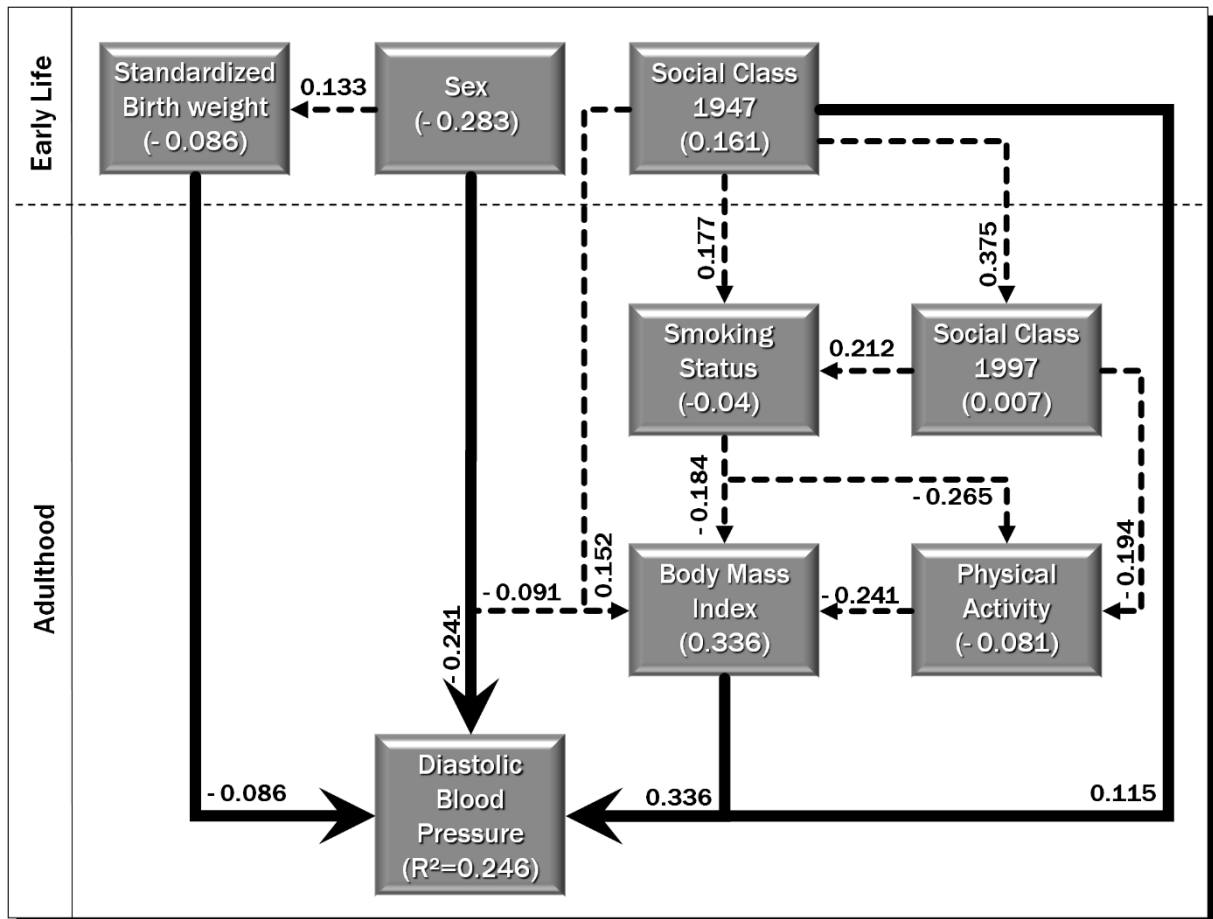 Early Life
Standardized
Birth weight
(- 0.086)
0.133
Sex
(- 0.283)
Social Class
1947
(0.161)
0.177
0.375
Adulthood
Smoking
Status
(-0.04)
0.212
Social Class
1997
(0.007)
- 0.184
- 0.265
- 0.194
- 0.091
0.152
Body Mass
Index
(0.336)
- 0.241
Physical
Activity
(- 0.081)
- 0.241
Diastolic
Blood
Pressure
(R²=0.246)
- 0.086
0.336
0.115